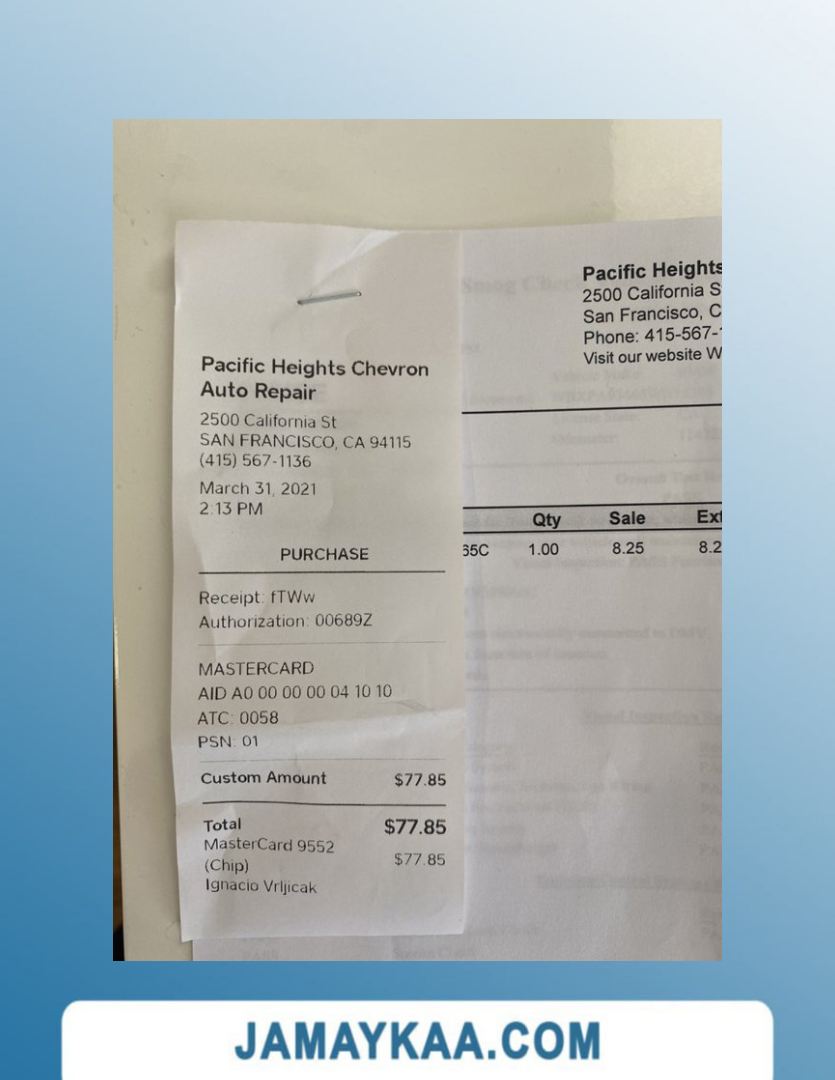 Pacific Heights Chevron
Auto Repair
2500 California St
SAN FRANCISCO, CA 94115
(415) 567-1136
March 31, 2021
2:13 PM
PURCHASE
Receipt: fTWw
Authorization: 00689Z
MASTERCARD
AID A0 00 00 00 04 10 10
ATC: 0058
PSN: 01
Custom Amount $77.85
Total $77.85
MasterCard 9552
(Chip) $77.85
Ignacio Vrljicak
Pacific Heights
2500 California S
San Francisco, C
Phone: 415-567-
Visit our website W
Qty Sale Ext
65C 1.00 8.25 8.2
JAMAYKAA.COM